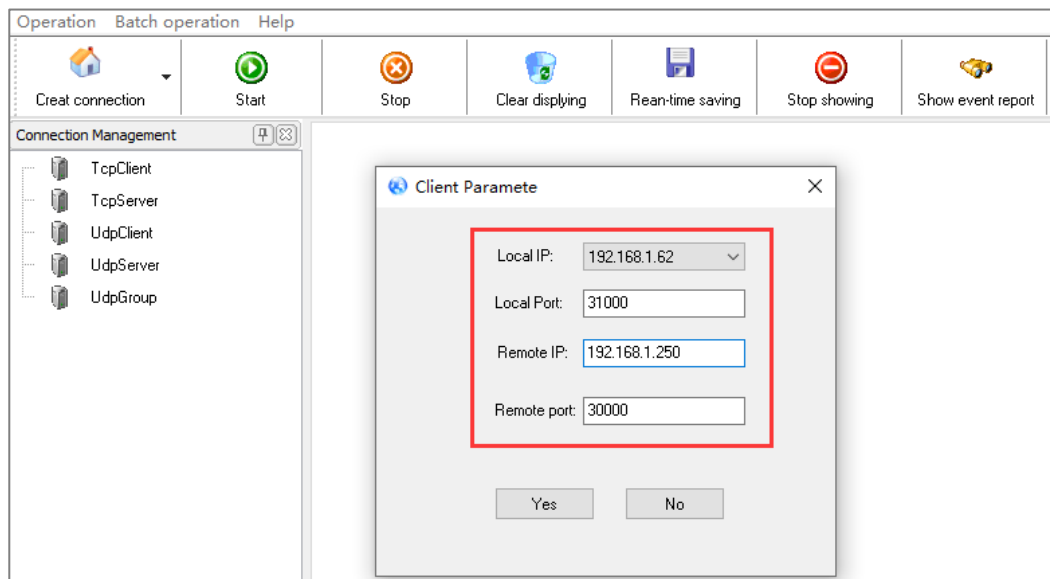 Operation Batch operation Help
Creat connection Start Stop Clear displying Rean-time saving Stop showing Show event report
Connection Management
TcpClient
TcpServer
UdpClient
UdpServer
UdpGroup
Client Paramete
Local IP: 192.168.1.62
Local Port: 31000
Remote IP: 192.168.1.250
Remote port: 30000
Yes No